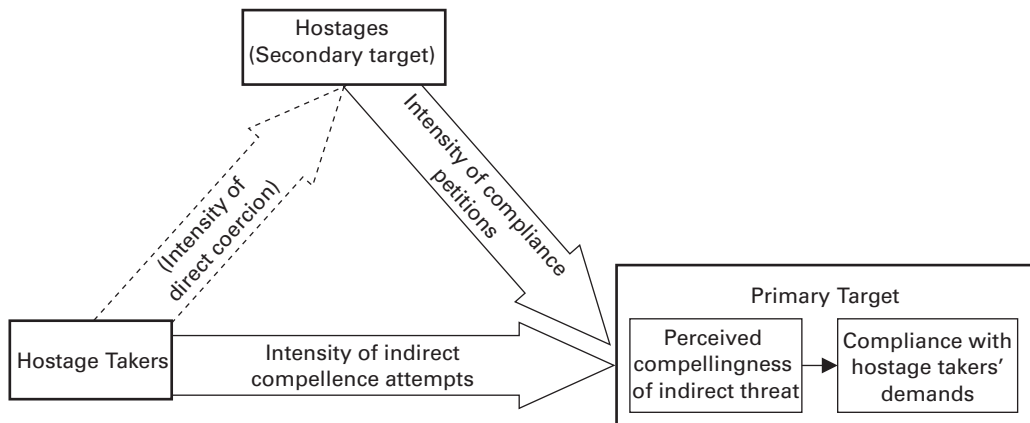 Hostages
(Secondary target)
(Intensity of
direct coercion)
Intensity of compliance
petitions
Hostage Takers
Intensity of indirect
compellence attempts
Primary Target
Perceived
compellingness
of indirect threat
Compliance with
hostage takers’
demands